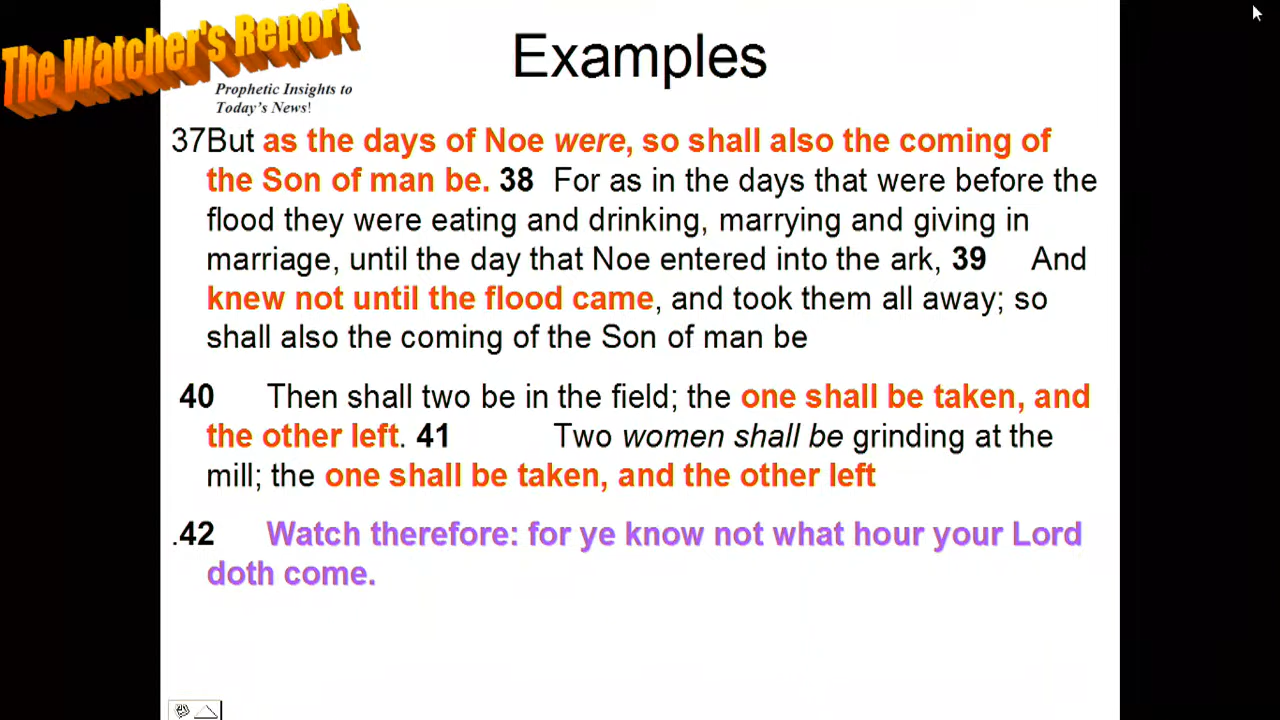 The Watcher's Report
Examples
Prophetic Insights to
Today's News!
37But as the days of Noe were, so shall also the coming of
the Son of man be. 38 For as in the days that were before the
flood they were eating and drinking, marrying and giving in
marriage, until the day that Noe entered into the ark, 39 And
knew not until the flood came, and took them all away; so
shall also the coming of the Son of man be
40 Then shall two be in the field; the one shall be taken, and
the other left. 41 Two women shall be grinding at the
mill; the one shall be taken, and the other left
.42 Watch therefore: for ye know not what hour your Lord
doth come.